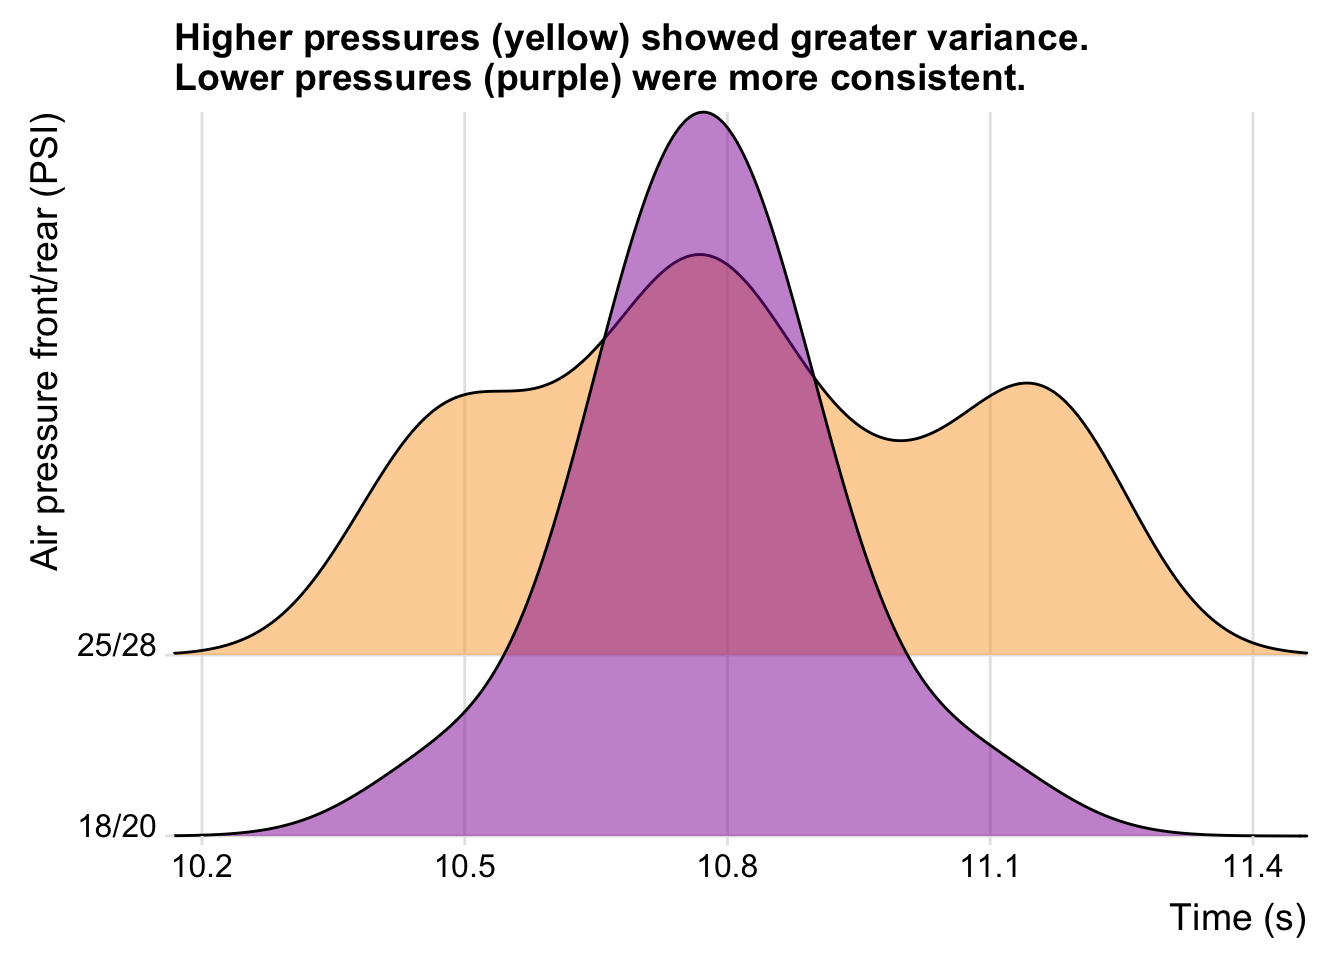 Higher pressures (yellow) showed greater variance.
Lower pressures (purple) were more consistent.
Air pressure front/rear (PSI)
25/28
18/20
10.2 10.5 10.8 11.1 11.4
Time (s)